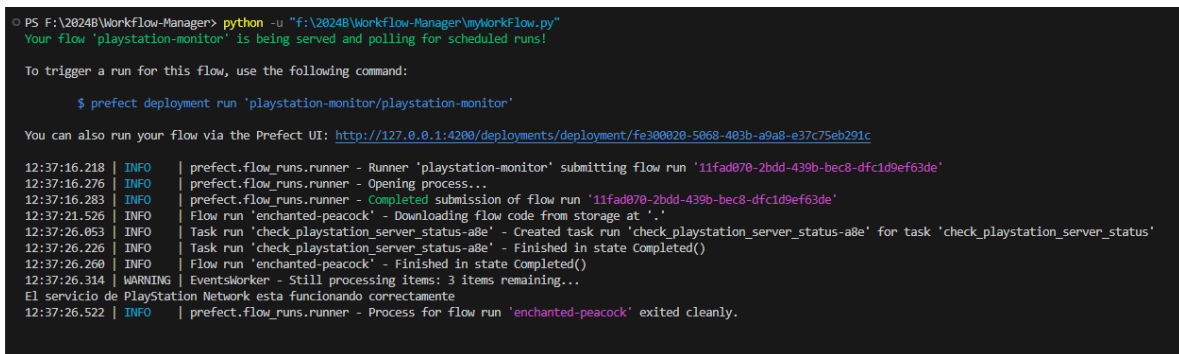 PS F:\2024B\Workflow-Manager> python -u "f:\2024B\Workflow-Manager\myWorkFlow.py"
Your flow 'playstation-monitor' is being served and polling for scheduled runs!
To trigger a run for this flow, use the following command:
$ prefect deployment run 'playstation-monitor/playstation-monitor'
You can also run your flow via the Prefect UI: http://127.0.0.1:4200/deployments/deployment/fe300020-5068-403b-a9a8-e37c75eb291c
12:37:16.218 | INFO    | prefect.flow_runs.runner - Runner 'playstation-monitor' submitting flow run '11fad070-2bdd-439b-bec8-dfc1d9ef63de'
12:37:16.276 | INFO    | prefect.flow_runs.runner - Opening process...
12:37:16.283 | INFO    | prefect.flow_runs.runner - Completed submission of flow run '11fad070-2bdd-439b-bec8-dfc1d9ef63de'
12:37:21.526 | INFO    | Flow run 'enchanted-peacock' - Downloading flow code from storage at '.'
12:37:26.053 | INFO    | Task run 'check_playstation_server_status-a8e' - Created task run 'check_playstation_server_status-a8e' for task 'check_playstation_server_status'
12:37:26.226 | INFO    | Task run 'check_playstation_server_status-a8e' - Finished in state Completed()
12:37:26.260 | INFO    | Flow run 'enchanted-peacock' - Finished in state Completed()
12:37:26.314 | WARNING | EventsWorker - Still processing items: 3 items remaining...
El servicio de PlayStation Network esta funcionando correctamente
12:37:26.522 | INFO    | prefect.flow_runs.runner - Process for flow run 'enchanted-peacock' exited cleanly.